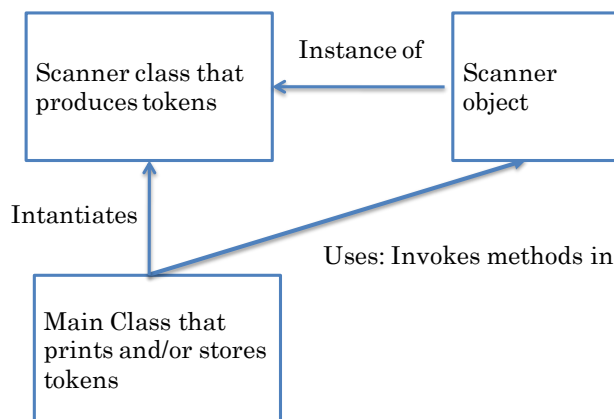 Instance of
Scanner class that
produces tokens
Scanner
object
Intantiates
Uses: Invokes methods in
Main Class that
prints and/or stores
tokens